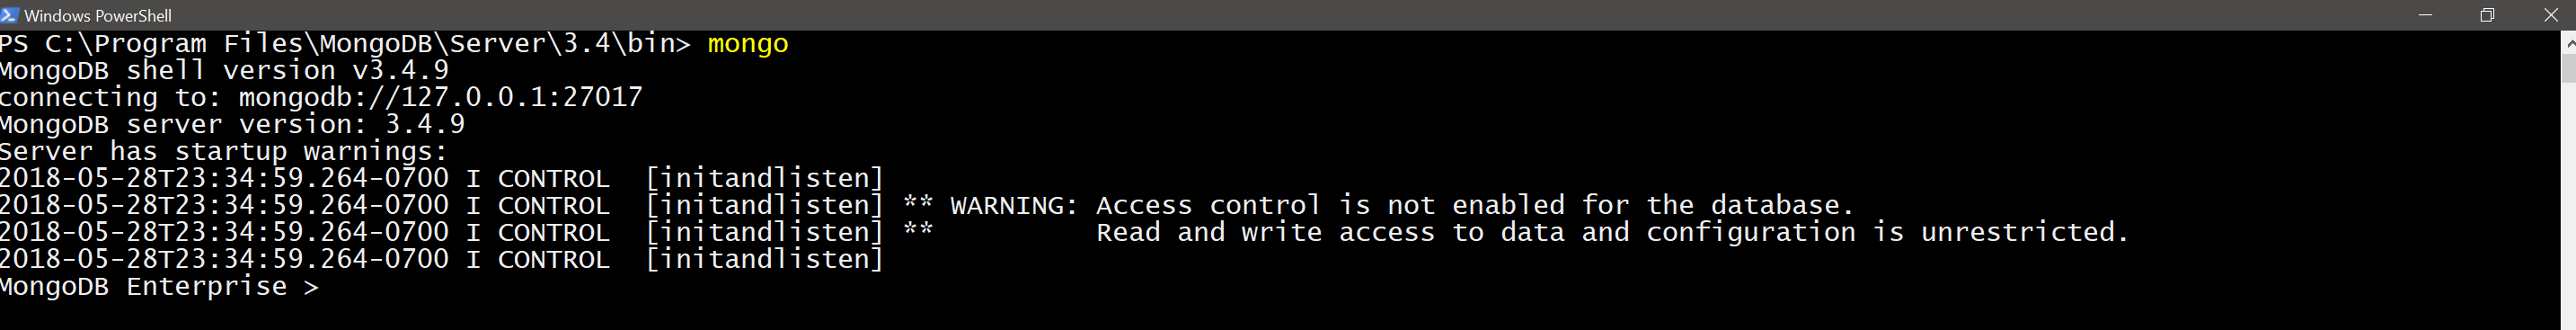 Windows PowerShell
PS C:\Program Files\MongoDB\Server\3.4\bin> mongo
MongoDB shell version v3.4.9
connecting to: mongodb://127.0.0.1:27017
MongoDB server version: 3.4.9
Server has startup warnings:
2018-05-28T23:34:59.264-0700 I CONTROL  [initandlisten]
2018-05-28T23:34:59.264-0700 I CONTROL  [initandlisten] ** WARNING: Access control is not enabled for the database.
2018-05-28T23:34:59.264-0700 I CONTROL  [initandlisten] **          Read and write access to data and configuration is unrestricted.
2018-05-28T23:34:59.264-0700 I CONTROL  [initandlisten]
MongoDB Enterprise >